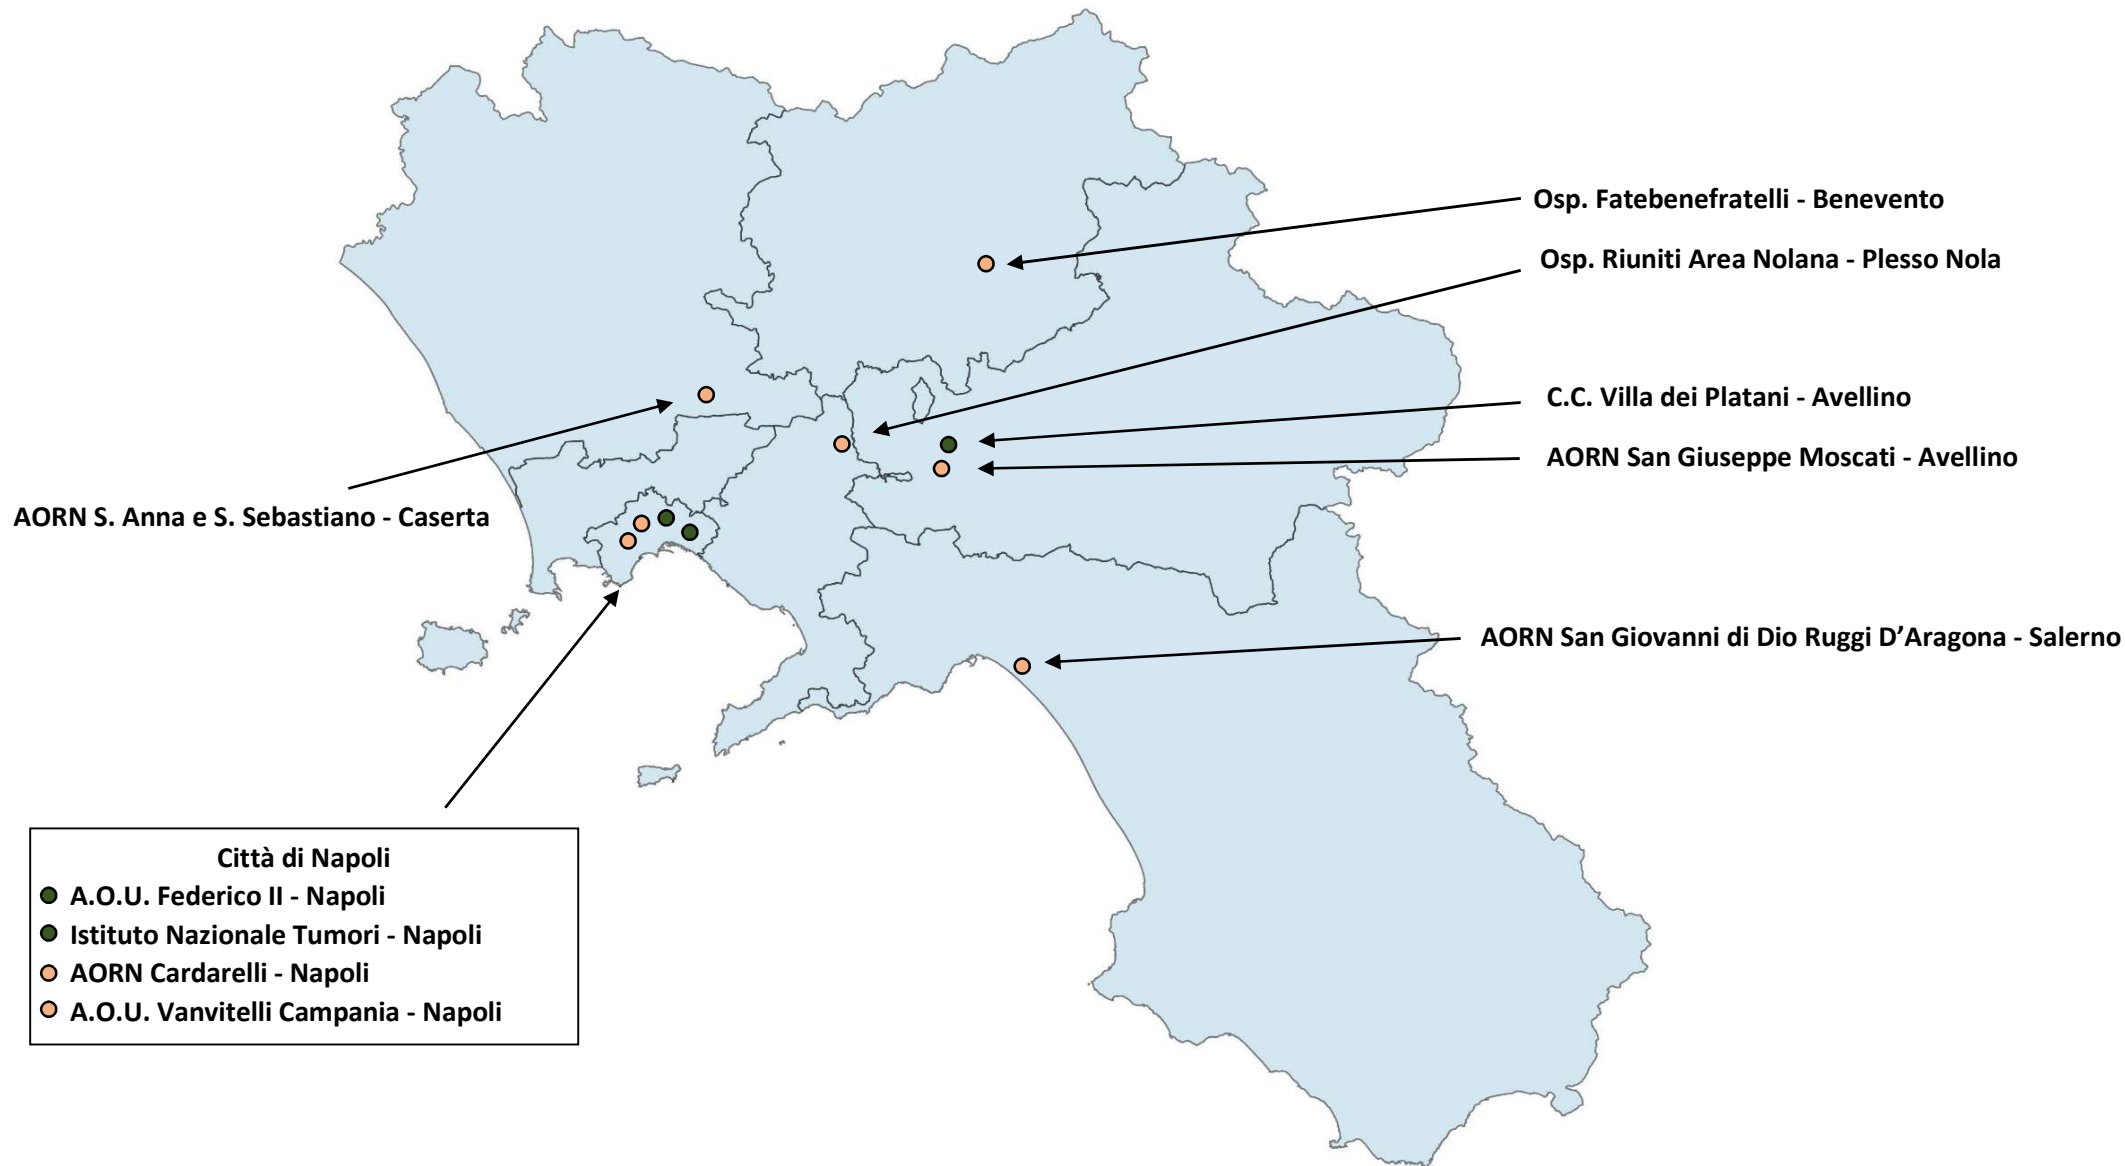 Osp. Fatebenefratelli - Benevento
Osp. Riuniti Area Nolana - Plesso Nola
C.C. Villa dei Platani - Avellino
AORN San Giuseppe Moscati - Avellino
AORN S. Anna e S. Sebastiano - Caserta
AORN San Giovanni di Dio Ruggi D’Aragona - Salerno
Città di Napoli
A.O.U. Federico II - Napoli
Istituto Nazionale Tumori - Napoli
AORN Cardarelli - Napoli
A.O.U. Vanvitelli Campania - Napoli